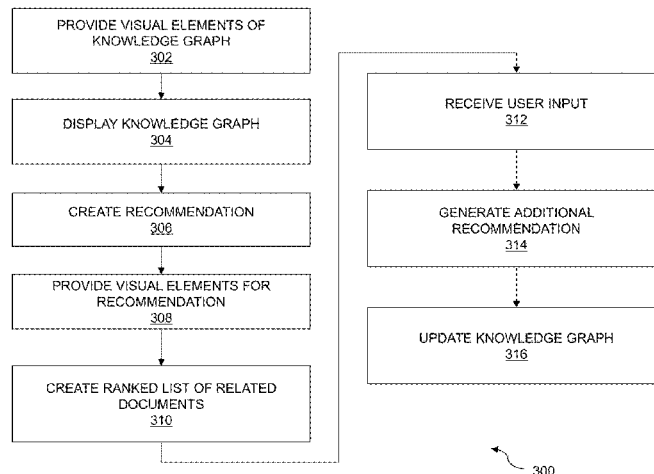 PROVIDE VISUAL ELEMENTS OF
KNOWLEDGE GRAPH
302
DISPLAY KNOWLEDGE GRAPH
304
CREATE RECOMMENDATION
306
PROVIDE VISUAL ELEMENTS FOR
RECOMMENDATION
308
CREATE RANKED LIST OF RELATED
DOCUMENTS
310
RECEIVE USER INPUT
312
GENERATE ADDITIONAL
RECOMMENDATION
314
UPDATE KNOWLEDGE GRAPH
316
300